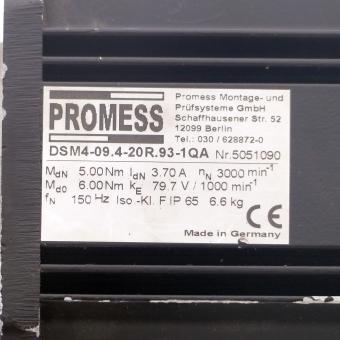 PROMESS
Promess Montage- und
Prüfsysteme GmbH
Schaffhausener Str. 52
12099 Berlin
Tel.: 030 / 628872-0
DSM4-09.4-20R.93-1QA Nr.5051090
MdN 5.00Nm IdN 3.70 A nN 3000 min-1
Md0 6.00Nm kE 79.7 V / 1000 min-1
fN 150 Hz Iso -Kl. F IP 65 6.6 kg
CE
Made in Germany